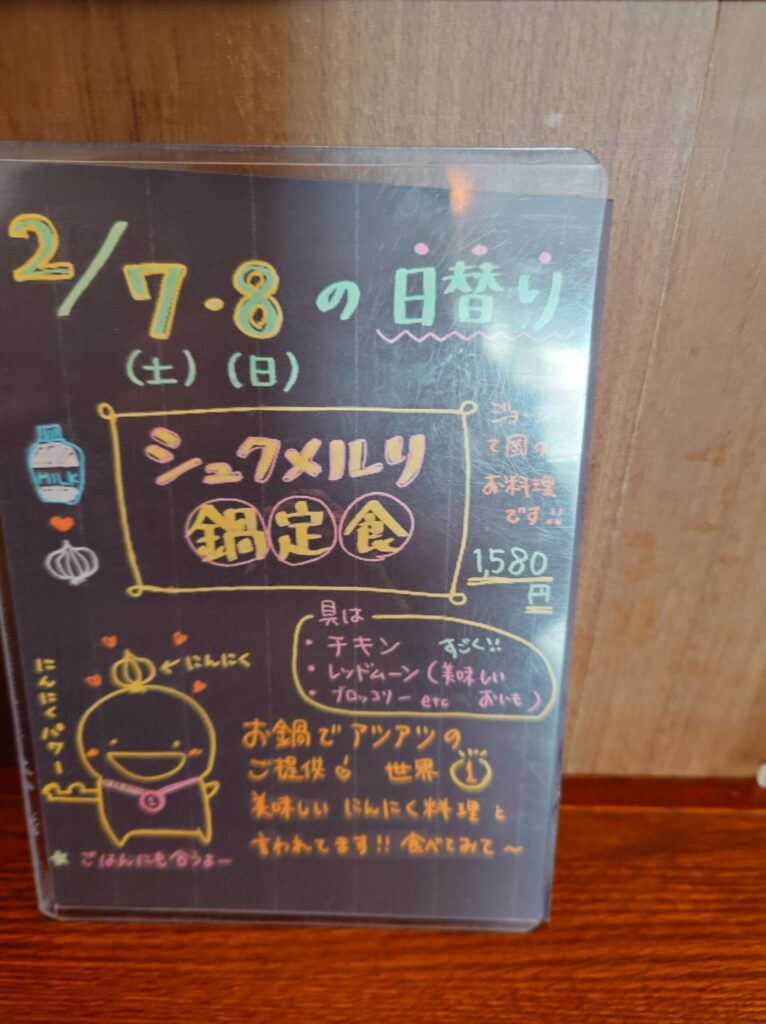 2/7・8の日替り
(土)(日)
シュクメルリ
鍋定食
ジョージ
て国の
お料理
です!!
1,580
円
MILK
具は
・チキン すごく!!
・レッドムーン(美味しい
・ブロッコリー etc おいも)
にんにく
にんにくパワー
お鍋でアツアツの
ご提供 世界1
美味しいにんにく料理と
言われてます!! 食べてみて〜
1
★ごはんにも合うよー